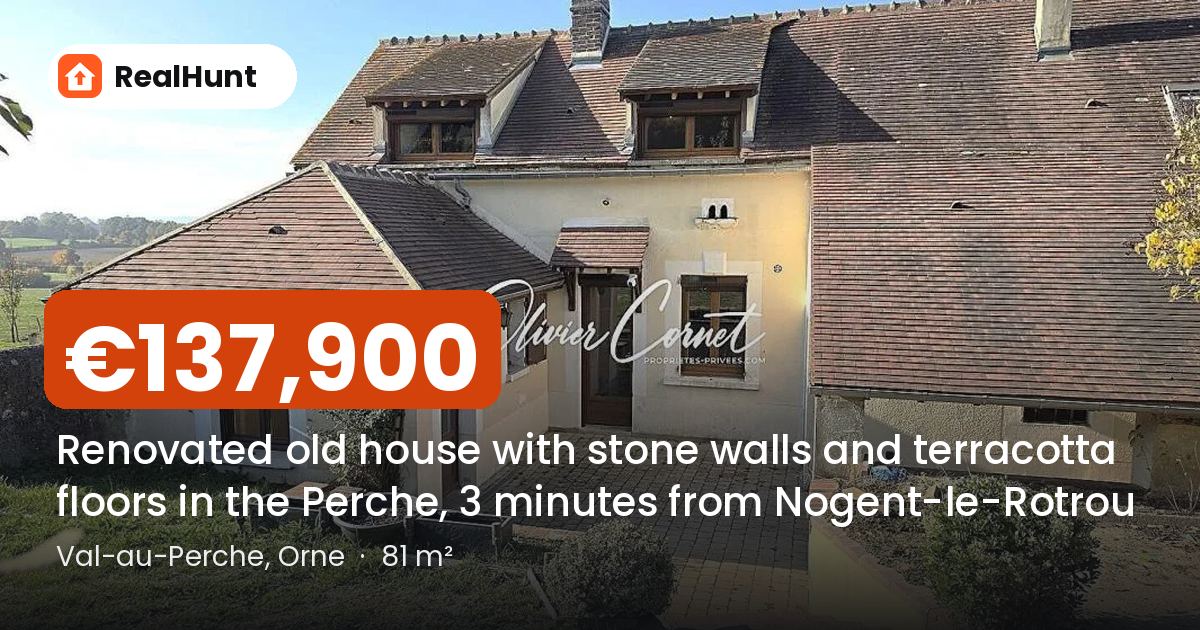 RealHunt
Olivier Cornet
PROPRIETES-PRIVEES.COM
€137,900
Renovated old house with stone walls and terracotta
floors in the Perche, 3 minutes from Nogent-le-Rotrou
Val-au-Perche, Orne · 81 m²